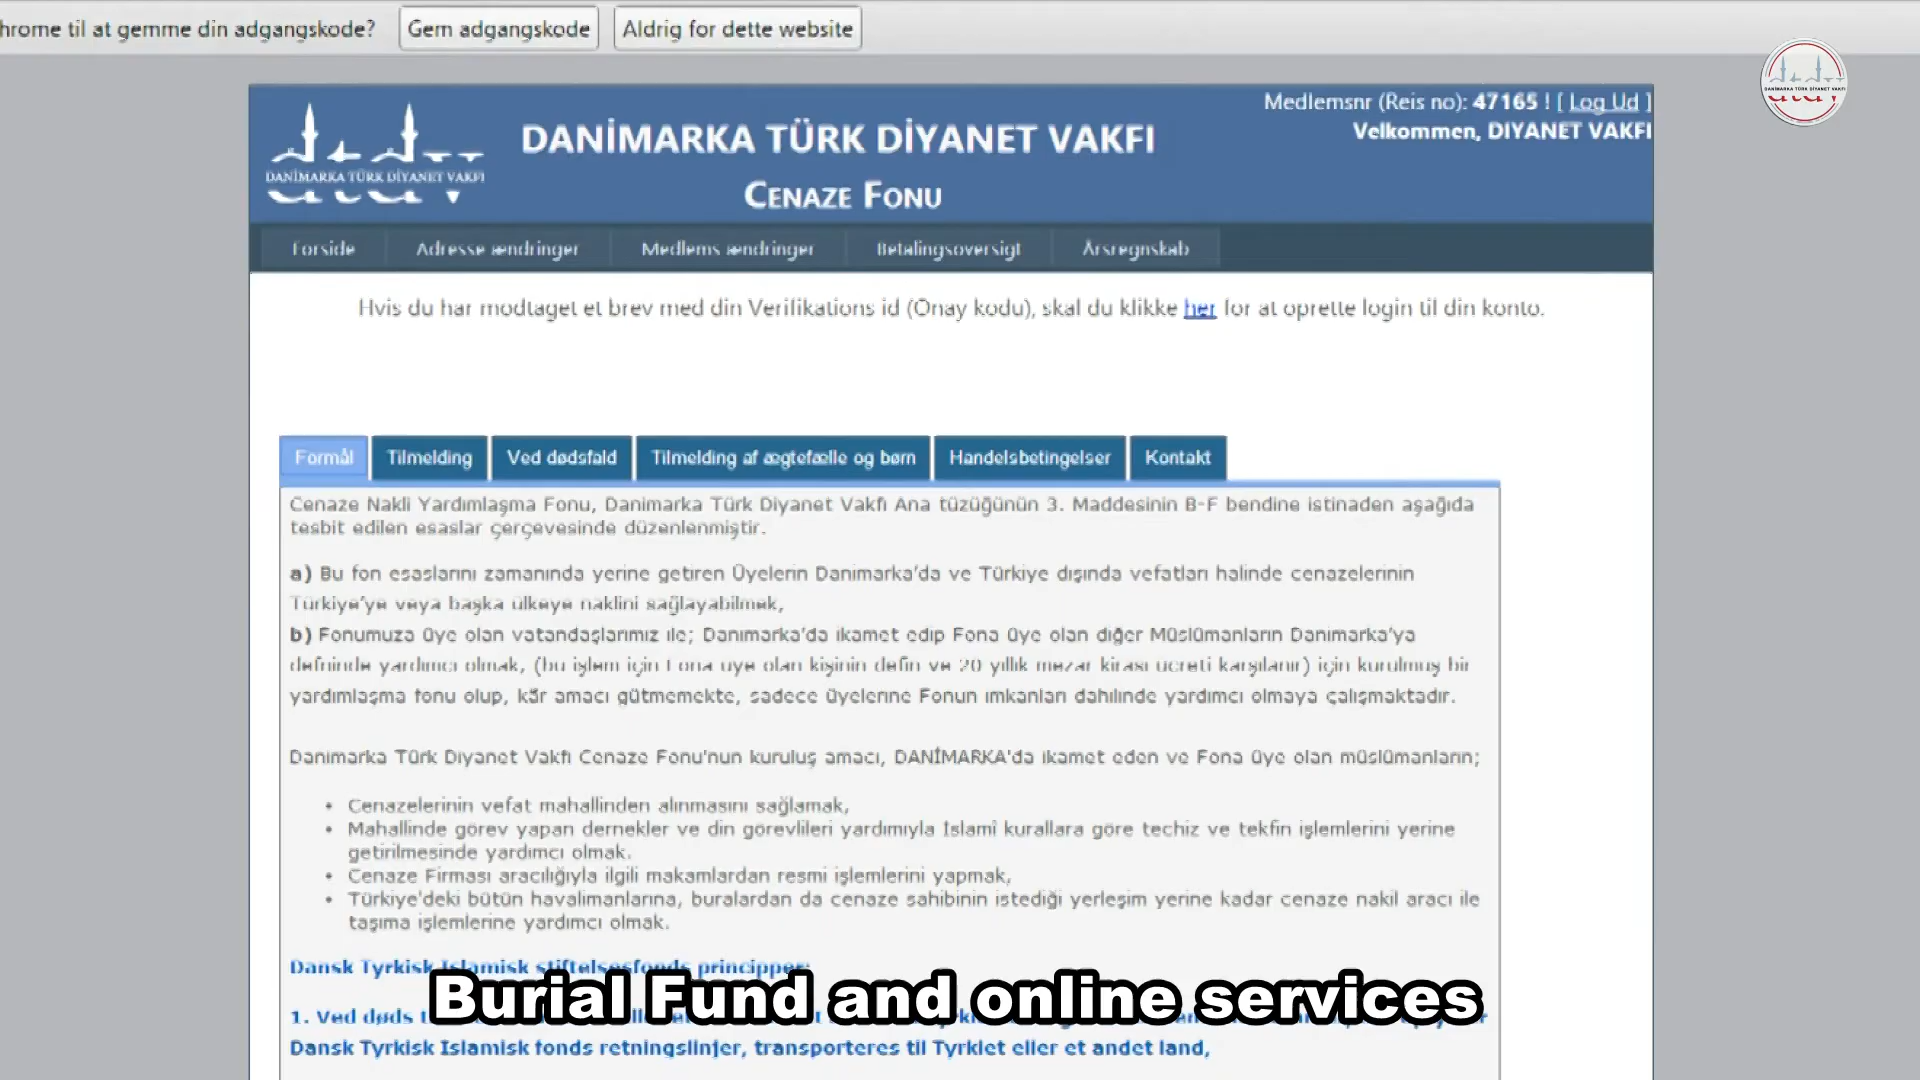 hrome til at gemme din adgangskode? Gem adgangskode Aldrig for dette website
Medlemsnr (Reis no): 47165 ! [ Log Ud ]
Velkommen, DIYANET VAKFI
DANİMARKA TÜRK DİYANET VAKFI
DANİMARKA TÜRK DİYANET VAKFI
CENAZE FONU
DANİMARKA TÜRK DİYANET VAKFI
Forside Adresse ændringer Medlems ændringer Betalingsoversigt Årsregnskab
Hvis du har modtaget et brev med din Verifikations id (Onay kodu), skal du klikke her for at oprette login til din konto.
Formål Tilmelding Ved dødsfald Tilmelding af ægtefælle og børn Handelsbetingelser Kontakt
Cenaze Nakli Yardımlaşma Fonu, Danimarka Türk Diyanet Vakfı Ana tüzüğünün 3. Maddesinin B-F bendine istinaden aşağıda
tesbit edilen esaslar çerçevesinde düzenlenmiştir.
a) Bu fon esaslarını zamanında yerine getiren Üyelerin Danimarka'da ve Türkiye dışında vefatları halinde cenazelerinin
Türkiye'ye veya başka ülkeye naklini sağlayabilmek,
b) Fonumuza üye olan vatandaşlarımız ile; Danimarka'da ikamet edip Fona üye olan diğer Müslümanların Danimarka'ya
defninde yardımcı olmak, (bu işlem için Fona üye olan kişinin defin ve 20 yıllık mezar kirası ücreti karşılanır) için kurulmuş bir
yardımlaşma fonu olup, kâr amacı gütmemekte, sadece üyelerine Fonun imkanları dahilinde yardımcı olmaya çalışmaktadır.
Danimarka Türk Diyanet Vakfı Cenaze Fonu'nun kuruluş amacı, DANİMARKA'da ikamet eden ve Fona üye olan müslümanların;
• Cenazelerinin vefat mahallinden alınmasını sağlamak,
• Mahallinde görev yapan dernekler ve din görevlileri yardımıyla İslamî kurallara göre techiz ve tekfin işlemlerini yerine
getirilmesinde yardımcı olmak.
• Cenaze Firması aracılığıyla ilgili makamlardan resmi işlemlerini yapmak,
• Türkiye'deki bütün havalimanlarına, buralardan da cenaze sahibinin istediği yerleşim yerine kadar cenaze nakil aracı ile
taşıma işlemlerine yardımcı olmak.
Dansk Tyrkisk Islamisk stiftelsesfonds principper:
Burial Fund and online services
1. Ved døds
Dansk Tyrkisk Islamisk fonds retningslinjer, transporteres til Tyrkiet eller et andet land,